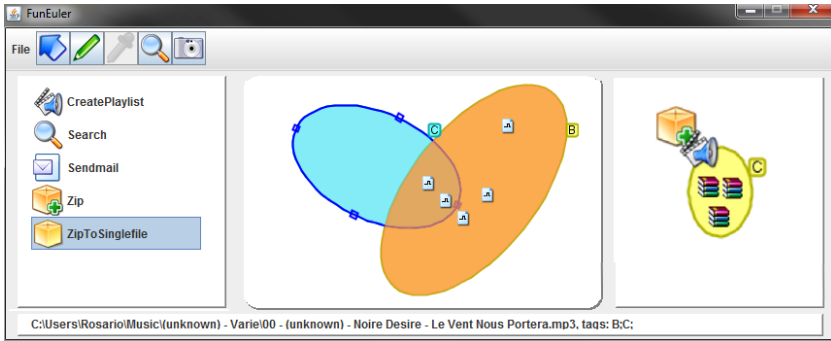 FunEuler
File
CreatePlaylist
Search
Sendmail
Zip
ZipToSinglefile
C
B
C
C:\Users\Rosario\Music\(unknown) - Varie\00 - (unknown) - Noire Desire - Le Vent Nous Portera.mp3, tags: B;C;